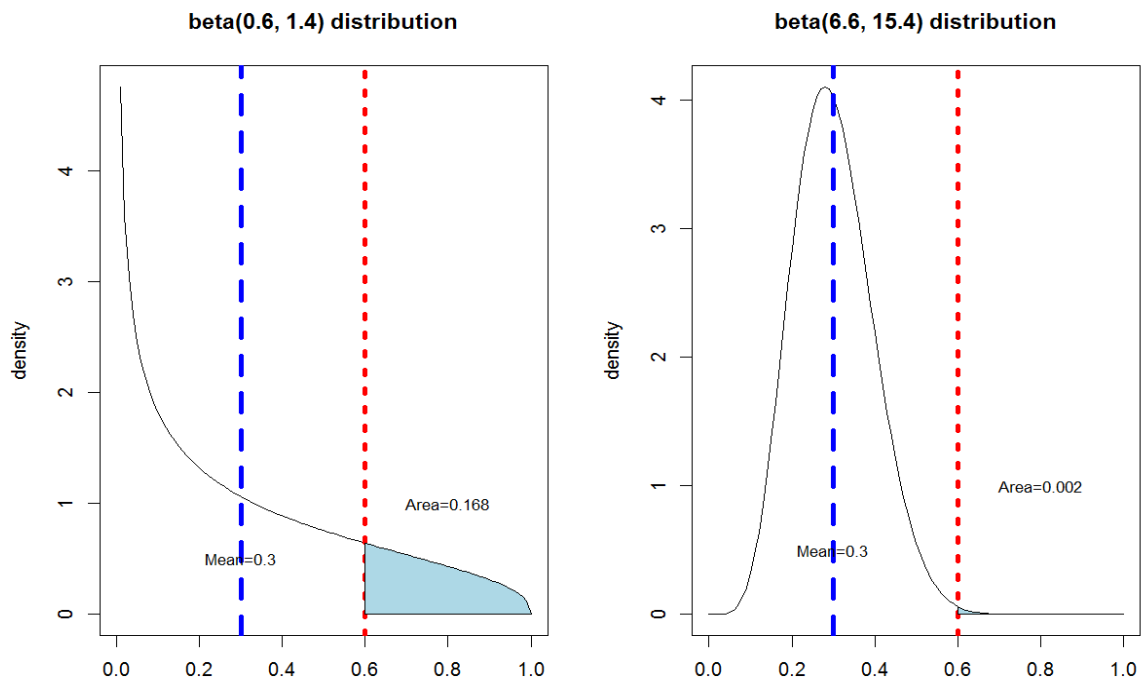 beta(0.6, 1.4) distribution
density
4
3
2
1
0
Area=0.168
Mean=0.3
0.0 0.2 0.4 0.6 0.8 1.0
beta(6.6, 15.4) distribution
density
4
3
2
1
0
Area=0.002
Mean=0.3
0.0 0.2 0.4 0.6 0.8 1.0